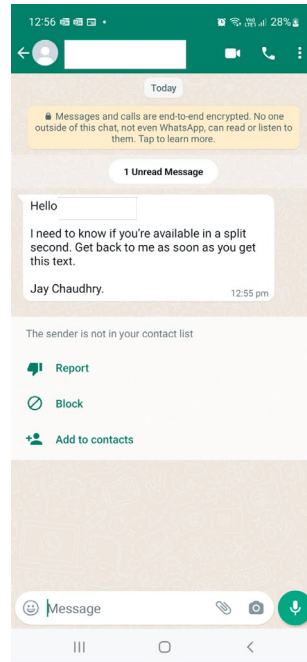 12:56
28%
Today
Messages and calls are end-to-end encrypted. No one
outside of this chat, not even WhatsApp, can read or listen to
them. Tap to learn more.
1 Unread Message
Hello
I need to know if you're available in a split
second. Get back to me as soon as you get
this text.
Jay Chaudhry.
12:55 pm
The sender is not in your contact list
Report
Block
Add to contacts
Message